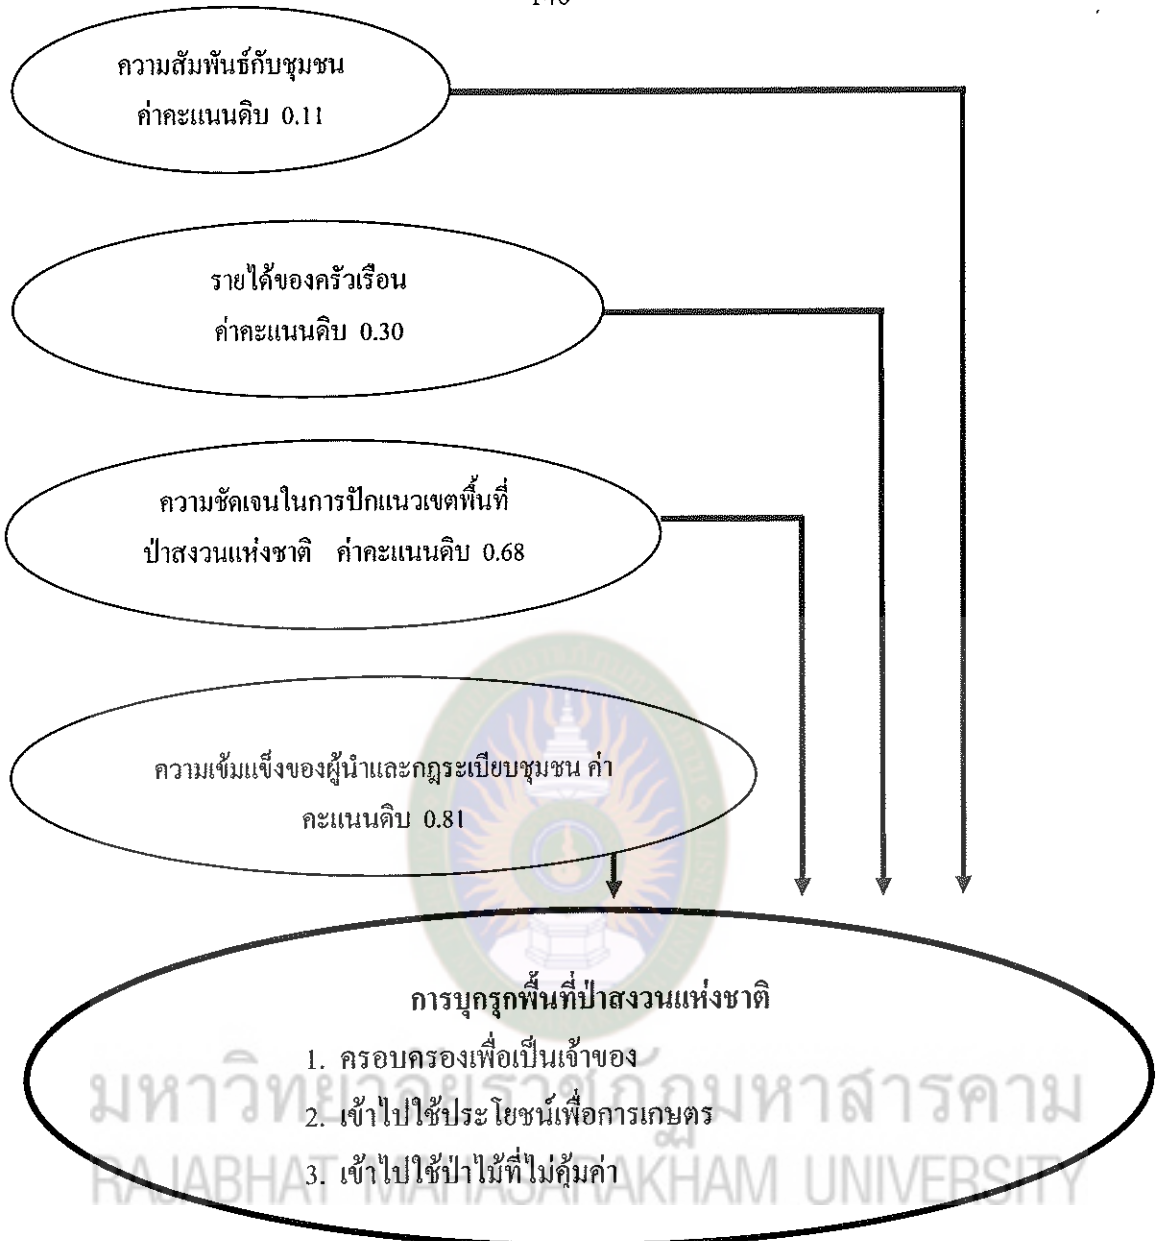 ความสัมพันธ์กับชุมชน
ค่าคะแนนดิบ 0.11
รายได้ของครัวเรือน
ค่าคะแนนดิบ 0.30
ความชัดเจนในการปักแนวเขตพื้นที่
ป่าสงวนแห่งชาติ ค่าคะแนนดิบ 0.68
ความเข้มแข็งของผู้นำและกฎระเบียบชุมชน ค่า
คะแนนดิบ 0.81
การบุกรุกพื้นที่ป่าสงวนแห่งชาติ
1. ครอบครองเพื่อเป็นเจ้าของ
2. เข้าไปใช้ประโยชน์เพื่อการเกษตร
3. เข้าไปใช้ป่าไม้ที่ไม่คุ้มค่า
มหาวิทยาลัยราชภัฏมหาสารคาม
RAJABHAT MAHASARAKHAM UNIVERSITY